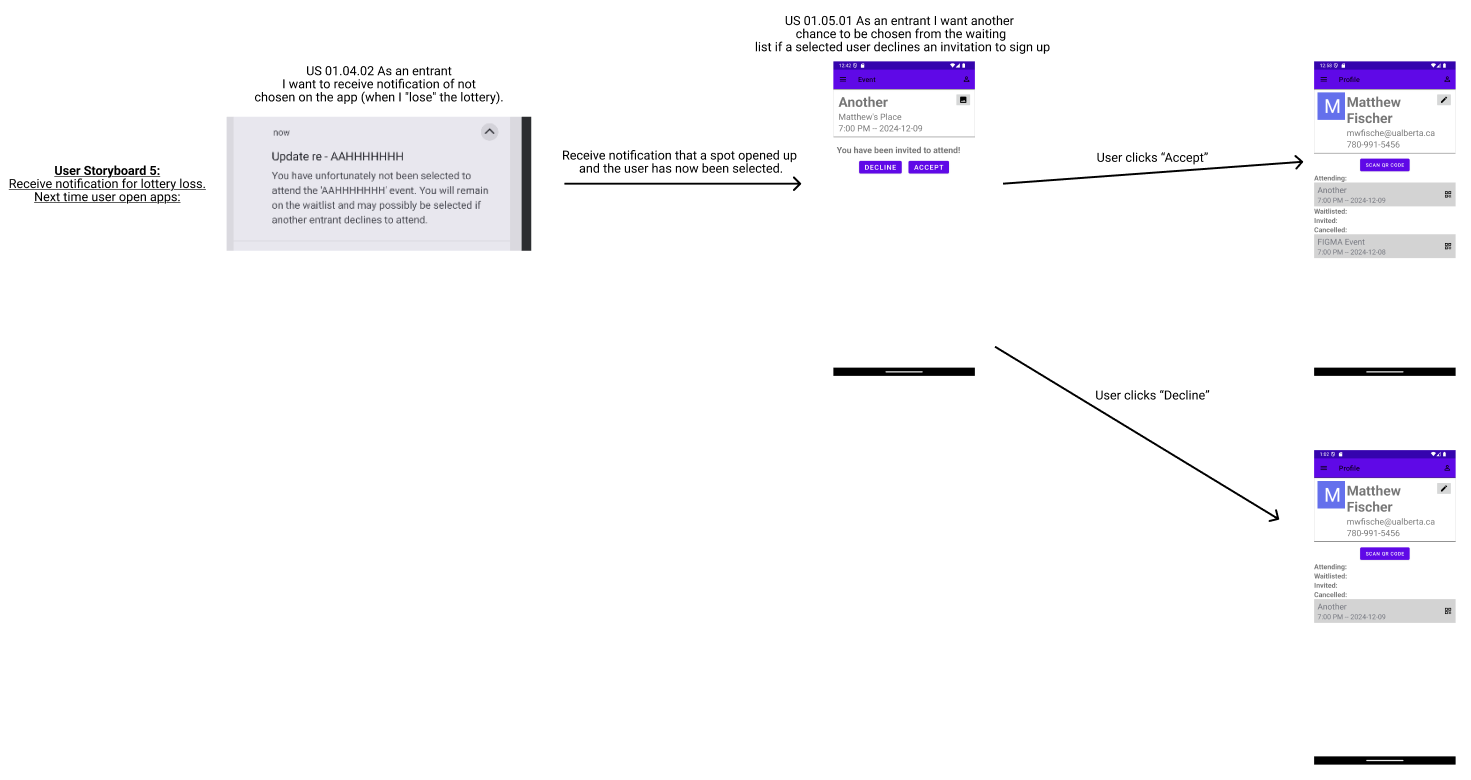 User Storyboard 5:
Receive notification for lottery loss.
Next time user open apps:
US 01.04.02 As an entrant
I want to receive notification of not
chosen on the app (when I "lose" the lottery).
now
Update re - AAHHHHHHH
You have unfortunately not been selected to
attend the 'AAHHHHHHH' event. You will remain
on the waitlist and may possibly be selected if
another entrant declines to attend.
Receive notification that a spot opened up
and the user has now been selected.
US 01.05.01 As an entrant I want another
chance to be chosen from the waiting
list if a selected user declines an invitation to sign up
12:42
Event
Another
Matthew's Place
7:00 PM -- 2024-12-09
You have been invited to attend!
DECLINE ACCEPT
User clicks “Accept”
12:58
Profile
M
Matthew
Fischer
mwfische@ualberta.ca
780-991-5456
SCAN QR CODE
Attending:
Another
7:00 PM -- 2024-12-09
Waitlisted:
Invited:
Cancelled:
FIGMA Event
7:00 PM -- 2024-12-08
User clicks “Decline”
1:02
Profile
M
Matthew
Fischer
mwfische@ualberta.ca
780-991-5456
SCAN QR CODE
Attending:
Waitlisted:
Invited:
Cancelled:
Another
7:00 PM -- 2024-12-09